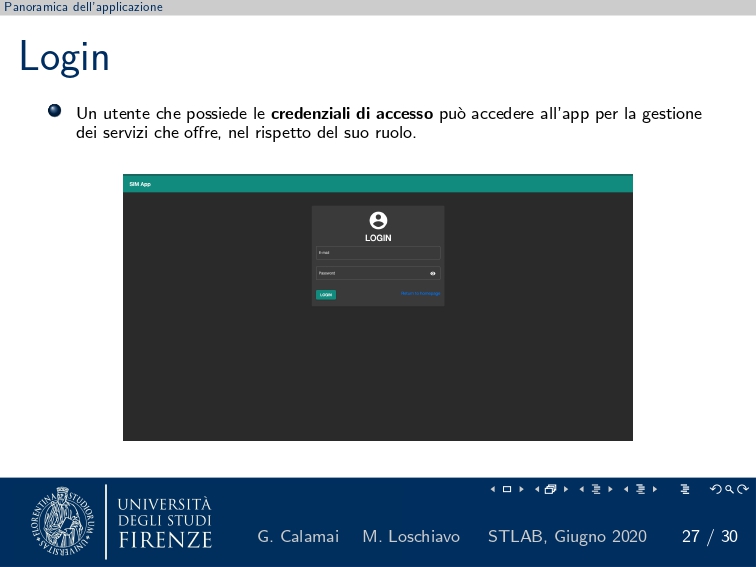 Panoramica dell'applicazione
Login
Un utente che possiede le credenziali di accesso può accedere all'app per la gestione
dei servizi che offre, nel rispetto del suo ruolo.
SIM App
LOGIN
E-mail
Password
LOGIN
Return to homepage
UNIVERSITÀ
DEGLI STUDI
FIRENZE
G. Calamai M. Loschiavo STLAB, Giugno 2020 27 / 30